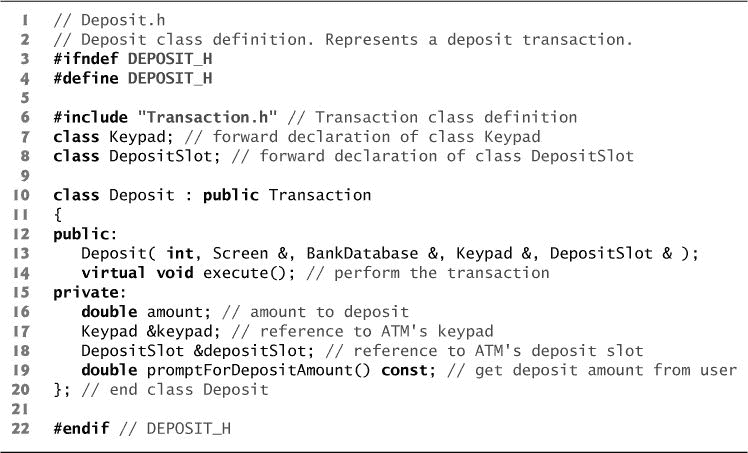 1 // Deposit.h
2 // Deposit class definition. Represents a deposit transaction.
3 #ifndef DEPOSIT_H
4 #define DEPOSIT_H
5
6 #include "Transaction.h" // Transaction class definition
7 class Keypad; // forward declaration of class Keypad
8 class DepositSlot; // forward declaration of class DepositSlot
9
10 class Deposit : public Transaction
11 {
12 public:
13    Deposit( int, Screen &, BankDatabase &, Keypad &, DepositSlot & );
14    virtual void execute(); // perform the transaction
15 private:
16    double amount; // amount to deposit
17    Keypad &keypad; // reference to ATM's keypad
18    DepositSlot &depositSlot; // reference to ATM's deposit slot
19    double promptForDepositAmount() const; // get deposit amount from user
20 }; // end class Deposit
21
22 #endif // DEPOSIT_H